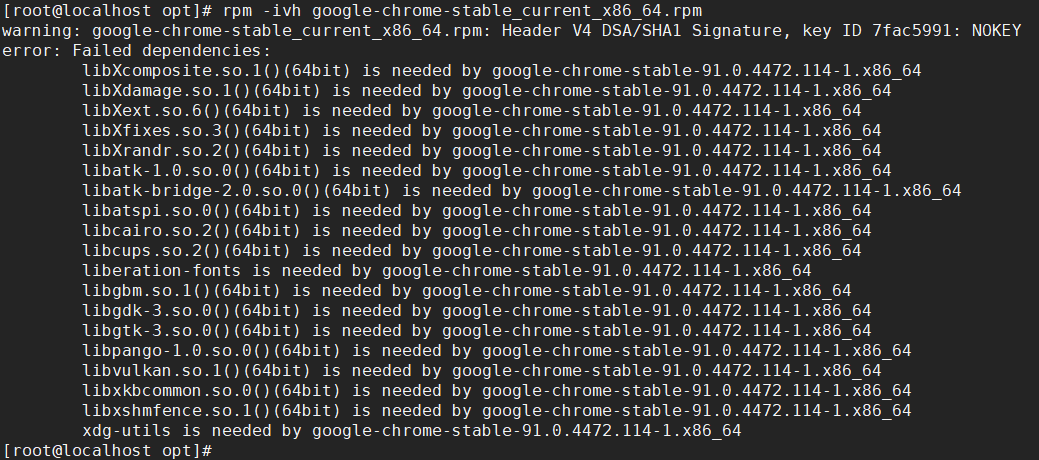 [root@localhost opt]# rpm -ivh google-chrome-stable_current_x86_64.rpm
warning: google-chrome-stable_current_x86_64.rpm: Header V4 DSA/SHA1 Signature, key ID 7fac5991: NOKEY
error: Failed dependencies:
libXcomposite.so.1()(64bit) is needed by google-chrome-stable-91.0.4472.114-1.x86_64
libXdamage.so.1()(64bit) is needed by google-chrome-stable-91.0.4472.114-1.x86_64
libXext.so.6()(64bit) is needed by google-chrome-stable-91.0.4472.114-1.x86_64
libXfixes.so.3()(64bit) is needed by google-chrome-stable-91.0.4472.114-1.x86_64
libXrandr.so.2()(64bit) is needed by google-chrome-stable-91.0.4472.114-1.x86_64
libatk-1.0.so.0()(64bit) is needed by google-chrome-stable-91.0.4472.114-1.x86_64
libatk-bridge-2.0.so.0()(64bit) is needed by google-chrome-stable-91.0.4472.114-1.x86_64
libatspi.so.0()(64bit) is needed by google-chrome-stable-91.0.4472.114-1.x86_64
libcairo.so.2()(64bit) is needed by google-chrome-stable-91.0.4472.114-1.x86_64
libcups.so.2()(64bit) is needed by google-chrome-stable-91.0.4472.114-1.x86_64
liberation-fonts is needed by google-chrome-stable-91.0.4472.114-1.x86_64
libgbm.so.1()(64bit) is needed by google-chrome-stable-91.0.4472.114-1.x86_64
libgdk-3.so.0()(64bit) is needed by google-chrome-stable-91.0.4472.114-1.x86_64
libgtk-3.so.0()(64bit) is needed by google-chrome-stable-91.0.4472.114-1.x86_64
libpango-1.0.so.0()(64bit) is needed by google-chrome-stable-91.0.4472.114-1.x86_64
libvulkan.so.1()(64bit) is needed by google-chrome-stable-91.0.4472.114-1.x86_64
libxkbcommon.so.0()(64bit) is needed by google-chrome-stable-91.0.4472.114-1.x86_64
libxshmfence.so.1()(64bit) is needed by google-chrome-stable-91.0.4472.114-1.x86_64
xdg-utils is needed by google-chrome-stable-91.0.4472.114-1.x86_64
[root@localhost opt]#